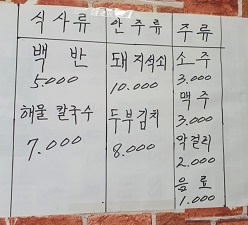 식사류 안주류 주류
백반 돼지석쇠 소주
5.000 10.000 3.000
해물칼국수 두부김치 맥주
7.000 8.000 3.000
막걸리
2.000
음료
1.000